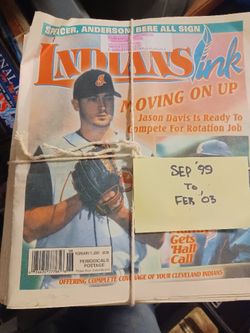 SPICER, ANDERSON, BERE ALL SIGN
INDIANS ink
MOVING ON UP
Jason Davis Is Ready To
Compete For Rotation Job
SEP '99
TO
FEB '03
Gets
'Hall
Call
PERIODICALS
POSTAGE
OFFERING COMPLETE COVERAGE OF YOUR CLEVELAND INDIANS